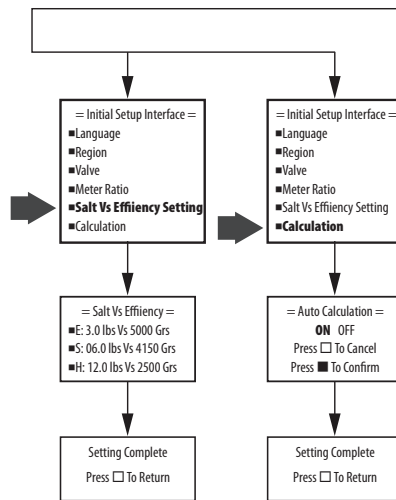 = Initial Setup Interface =
■Language
■Region
■Valve
■Meter Ratio
■Salt Vs Effiiency Setting
■Calculation
= Salt Vs Effiency =
■E: 3.0 lbs Vs 5000 Grs
■S: 06.0 lbs Vs 4150 Grs
■H: 12.0 lbs Vs 2500 Grs
Setting Complete
Press □ To Return
= Initial Setup Interface =
■Language
■Region
■Valve
■Meter Ratio
■Salt Vs Effiiency Setting
■Calculation
= Auto Calculation =
ON OFF
Press □ To Cancel
Press ■ To Confirm
Setting Complete
Press □ To Return